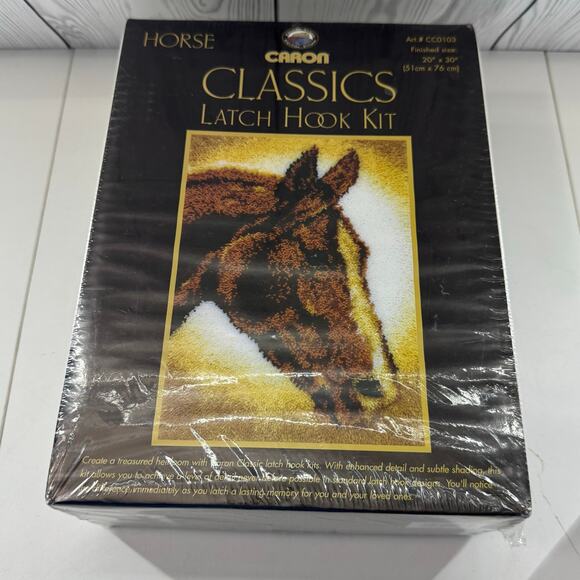 HORSE
Art.# CC0103
Finished size:
20" x 30"
(51cm x 76 cm)
CARON
CLASSICS
LATCH HOOK KIT
Create a treasured heirloom with Caron Classic latch hook kits. With enhanced detail and subtle shading, this
kit allows you to achieve a level of detail never before possible in standard latch hook designs. You'll notice
the difference immediately as you latch a lasting memory for you and your loved ones.